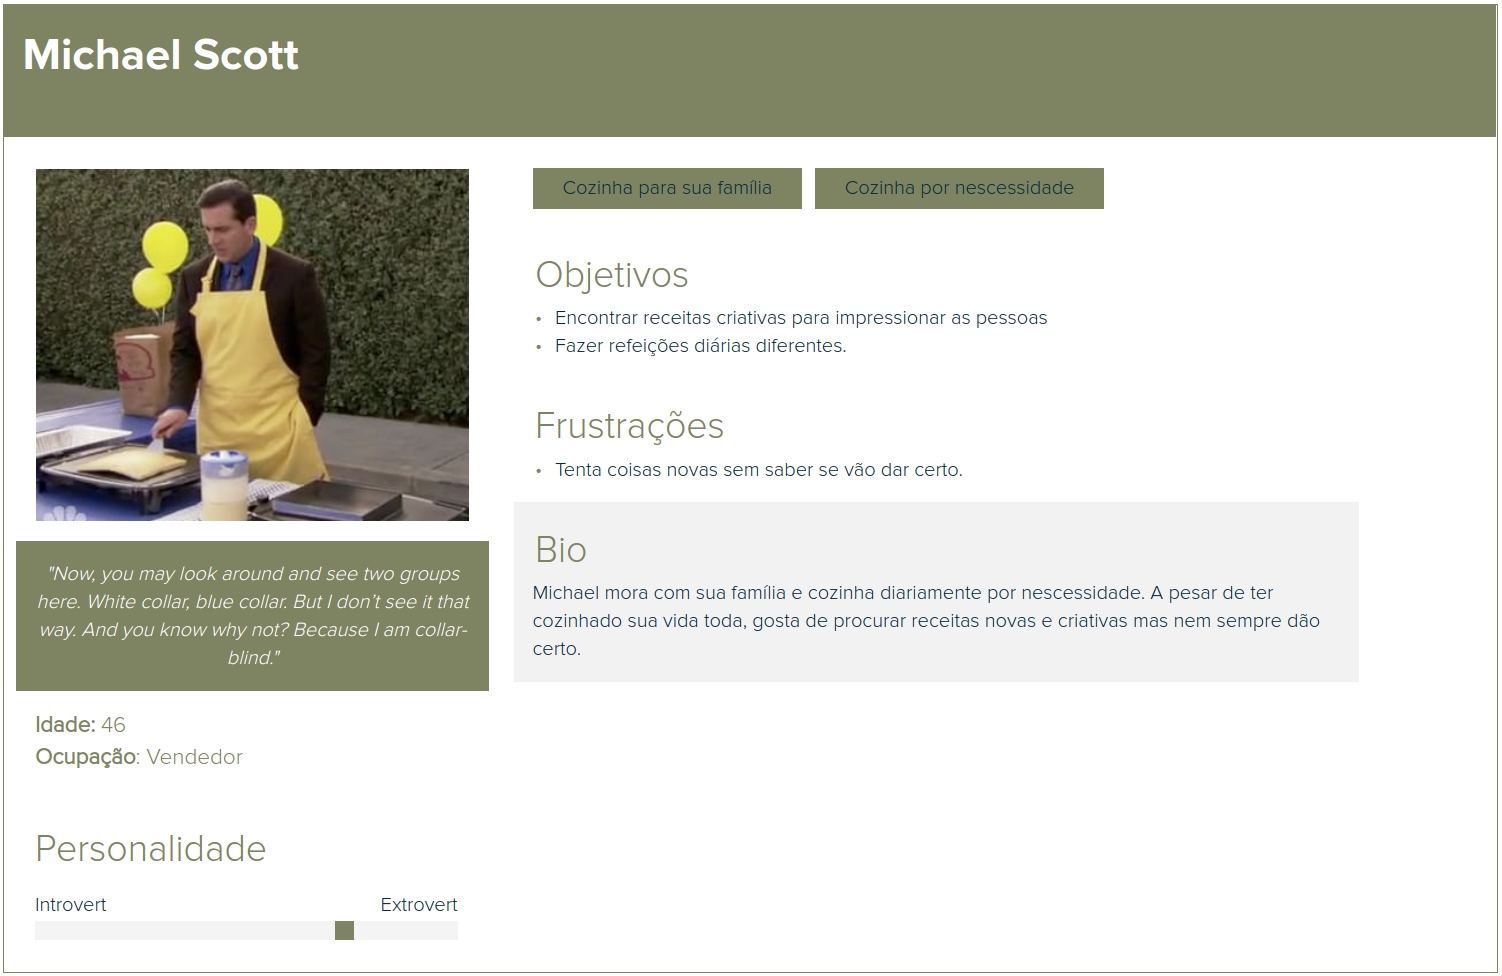 Michael Scott
Cozinha para sua família
Cozinha por nescessidade
Objetivos
• Encontrar receitas criativas para impressionar as pessoas
• Fazer refeições diárias diferentes.
Frustrações
• Tenta coisas novas sem saber se vão dar certo.
Bio
Michael mora com sua família e cozinha diariamente por nescessidade. A pesar de ter
cozinhado sua vida toda, gosta de procurar receitas novas e criativas mas nem sempre dão
certo.
"Now, you may look around and see two groups
here. White collar, blue collar. But I don’t see it that
way. And you know why not? Because I am collar-
blind."
Idade: 46
Ocupação: Vendedor
Personalidade
Introvert
Extrovert